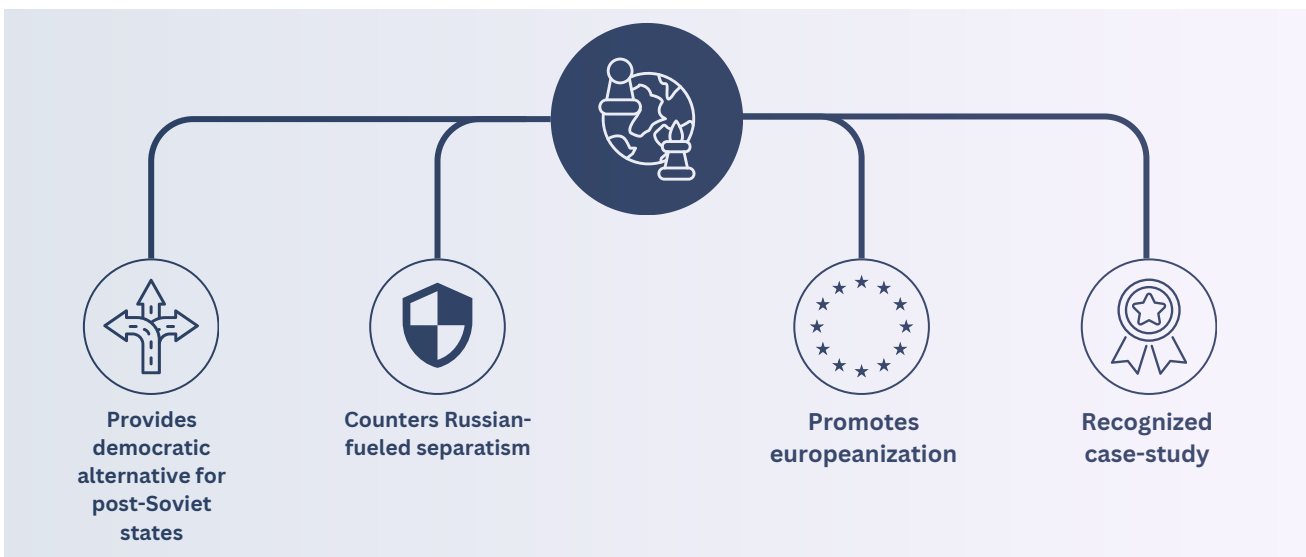 Provides
democratic
alternative for
post-Soviet
states
Counters Russian-
fueled separatism
Promotes
europeanization
Recognized
case-study